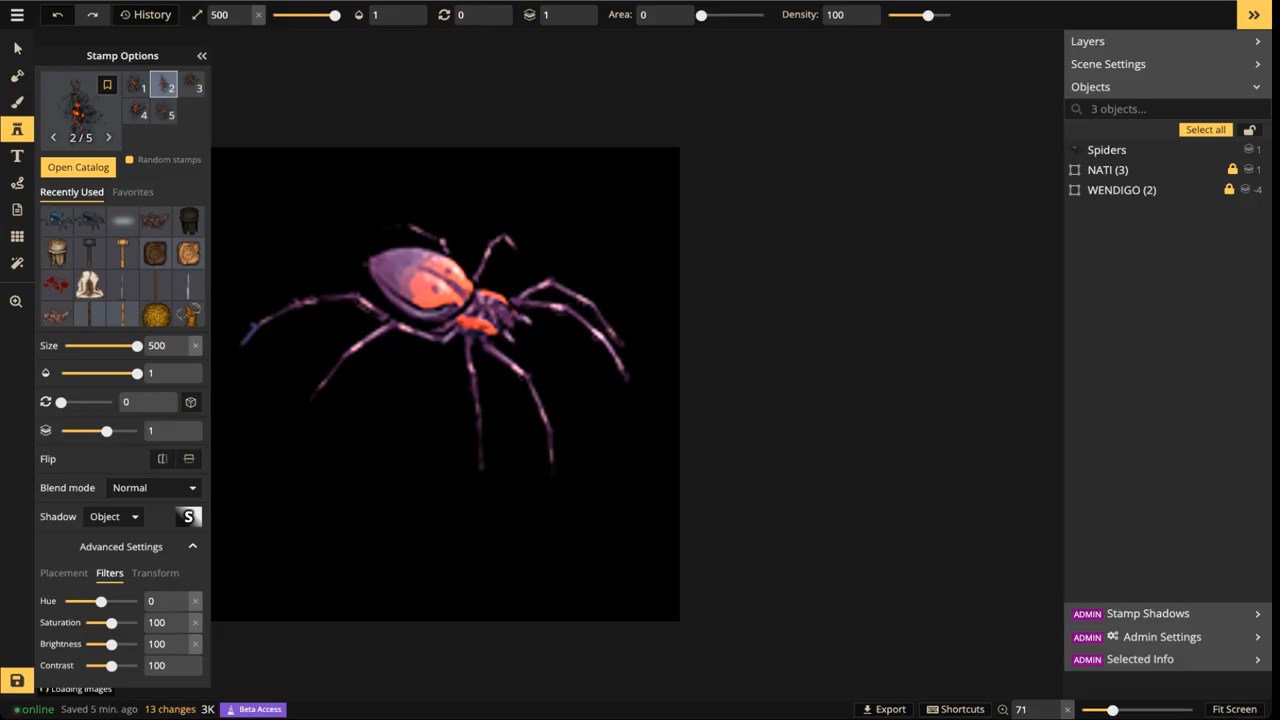 History 500 × 1 0 1 Area: 0 Density: 100
Stamp Options
1 2 3
4 5
2 / 5
Open Catalog Random stamps
Recently Used Favorites
Size 500 ×
1
0
1
Flip
Blend mode Normal
Shadow Object S
Advanced Settings
Placement Filters Transform
Hue 0 ×
Saturation 100 ×
Brightness 100 ×
Contrast 100
Loading images
online Saved 5 min. ago 13 changes 3K Beta Access
Layers
Scene Settings
Objects
3 objects...
Select all
Spiders 1
NATI (3) 1
WENDIGO (2) -4
ADMIN Stamp Shadows
ADMIN Admin Settings
ADMIN Selected Info
Export Shortcuts 71 × Fit Screen